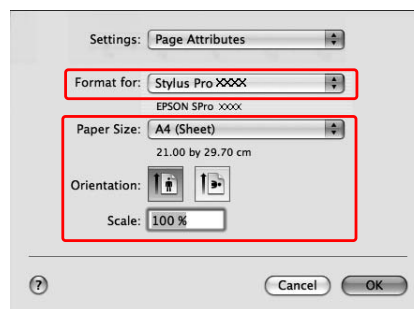 Settings: Page Attributes
Format for: Stylus Pro XXXX
EPSON SPro XXXX
Paper Size: A4 (Sheet)
21.00 by 29.70 cm
Orientation:
Scale: 100 %
? Cancel OK